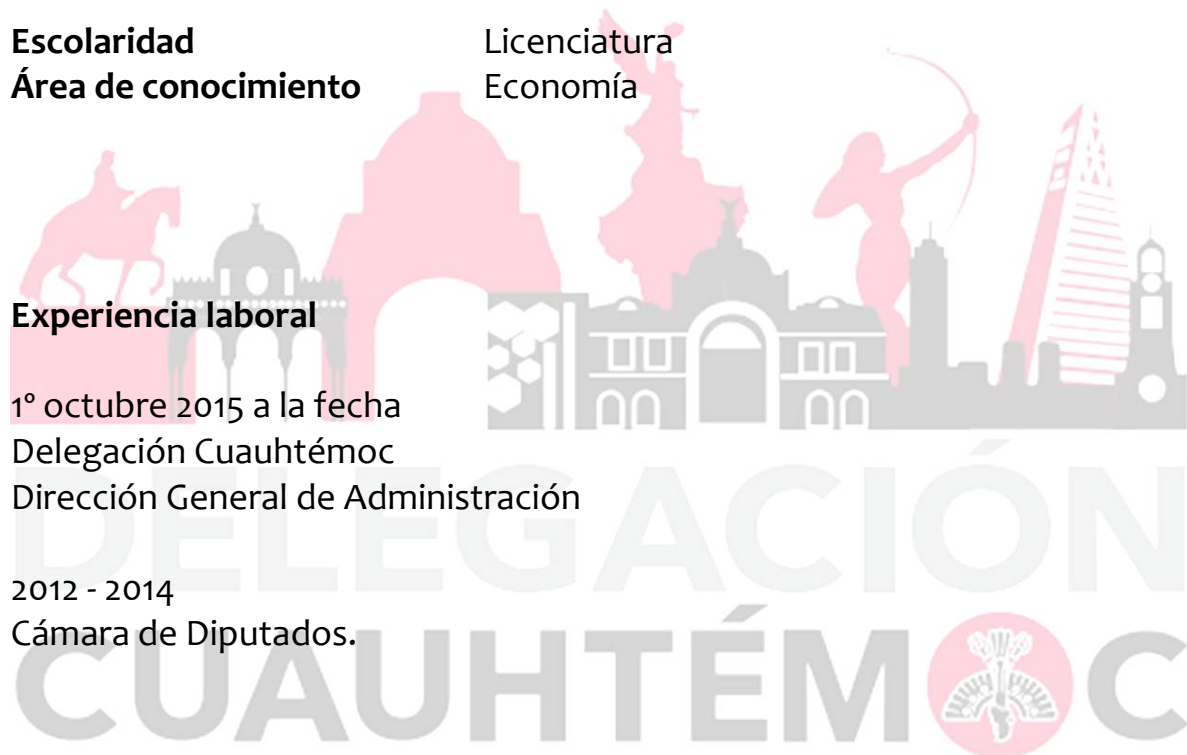 Escolaridad Licenciatura
Área de conocimiento Economía
Experiencia laboral
1º octubre 2015 a la fecha
Delegación Cuauhtémoc
Dirección General de Administración
2012 - 2014
Cámara de Diputados.
DELEGACIÓN
CUAUHTÉMOC